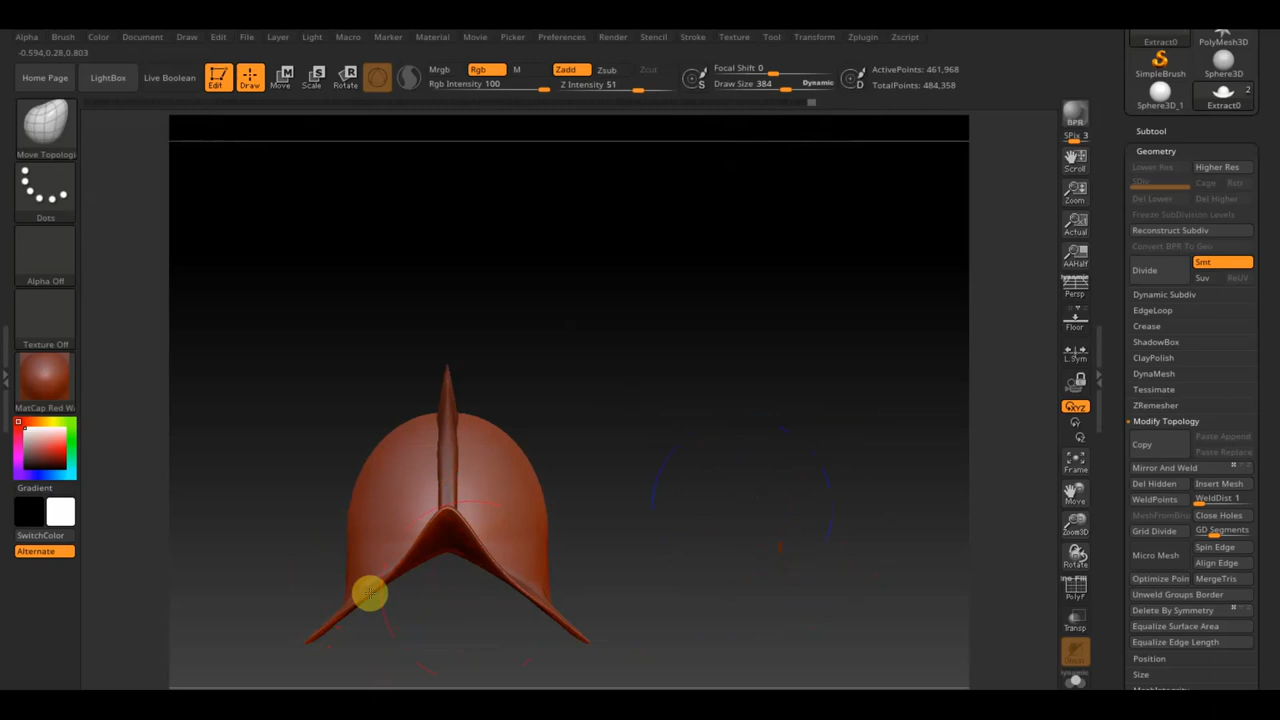 Alpha Brush Color Document Draw Edit File Layer Light Macro Marker Material Movie Picker Preferences Render Stencil Stroke Texture Tool Transform Zplugin Zscript
-0.594,0.28,0.803
Home Page LightBox Live Boolean Edit Draw Move Scale Rotate
Mrgb Rgb M Zadd Zsub Zcut
Rgb Intensity 100 Z Intensity 51
Focal Shift 0
Draw Size 384 Dynamic
ActivePoints: 461,968
TotalPoints: 484,358
S
D
Move Topologi
Dots
Alpha Off
Texture Off
MatCap Red W
Gradient
SwitchColor
Alternate
BPR
SPix 3
Scroll
Zoom
Actual
AAHalf
Dynamic
Persp
Floor
L.Sym
XYZ
Y
Z
Frame
Move
Zoom3D
Rotate
PolyF
Transp
Dynamic
Extract0 PolyMesh3D
SimpleBrush Sphere3D
2
Sphere3D_1 Extract0
Subtool
Geometry
Lower Res Higher Res
SDiv Cage Rstr
Del Lower Del Higher
Freeze SubDivision Levels
Reconstruct Subdiv
Convert BPR To Geo
Divide Smt
Suv ReUV
Dynamic Subdiv
EdgeLoop
Crease
ShadowBox
ClayPolish
DynaMesh
Tessimate
ZRemesher
Modify Topology
Copy Paste Append
Paste Replace
Mirror And Weld
Del Hidden Insert Mesh
WeldPoints WeldDist 1
MeshFromBru Close Holes
Grid Divide GD Segments
Micro Mesh Spin Edge
Align Edge
Optimize Poin MergeTris
Unweld Groups Border
Delete By Symmetry
Equalize Surface Area
Equalize Edge Length
Position
Size
MeshIntegrity